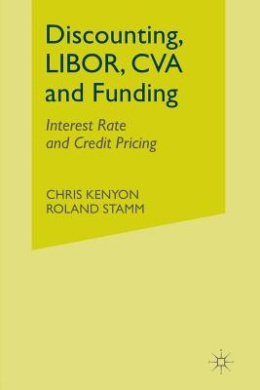 Discounting,
LIBOR, CVA
and Funding
Interest Rate
and Credit Pricing
CHRIS KENYON
ROLAND STAMM